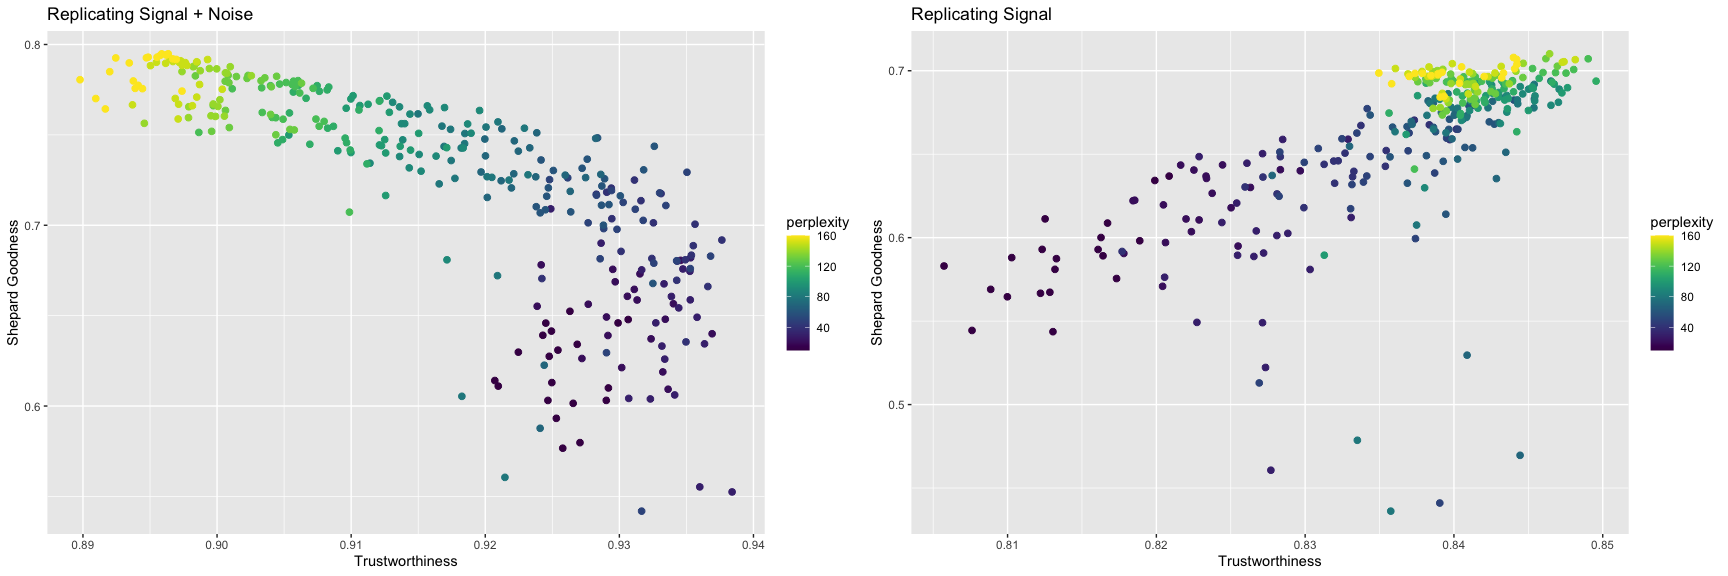 Replicating Signal + Noise
Shepard Goodness
0.8
0.7
0.6
0.89 0.90 0.91 0.92 0.93 0.94
Trustworthiness
perplexity
160
120
80
40
Replicating Signal
Shepard Goodness
0.7
0.6
0.5
0.81 0.82 0.83 0.84 0.85
Trustworthiness
perplexity
160
120
80
40